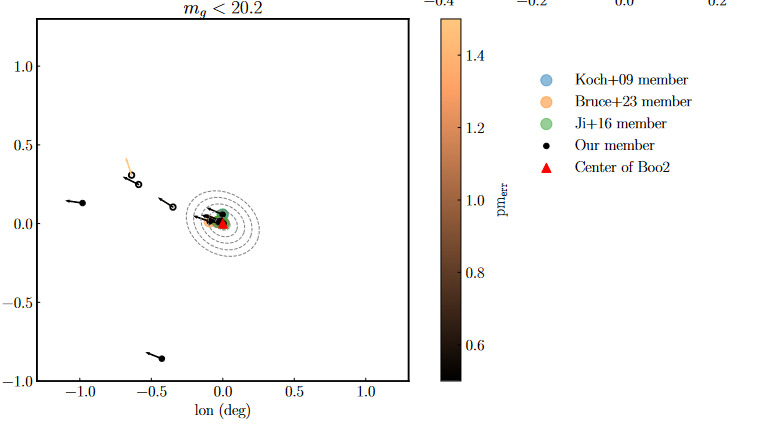 −0.4 −0.2 0.0 0.2
m_g < 20.2
1.0
0.5
0.0
−0.5
−1.0
−1.0 −0.5 0.0 0.5 1.0
lon (deg)
1.4
1.2
1.0
0.8
0.6
pm_err
Koch+09 member
Bruce+23 member
Ji+16 member
Our member
Center of Boo2